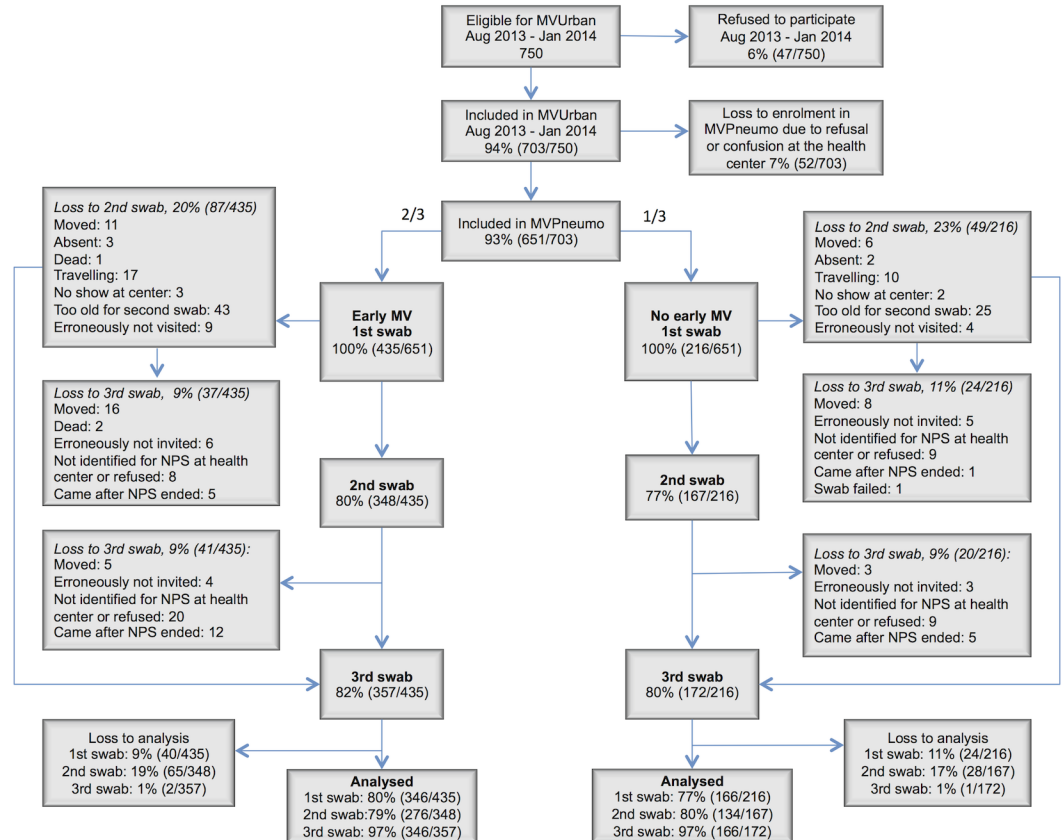 Eligible for MVUrban
Aug 2013 - Jan 2014
750
Refused to participate
Aug 2013 - Jan 2014
6% (47/750)
Included in MVUrban
Aug 2013 - Jan 2014
94% (703/750)
Loss to enrolment in
MVPneumo due to refusal
or confusion at the health
center 7% (52/703)
2/3
Included in MVPneumo
93% (651/703)
1/3
Loss to 2nd swab, 20% (87/435)
Moved: 11
Absent: 3
Dead: 1
Travelling: 17
No show at center: 3
Too old for second swab: 43
Erroneously not visited: 9
Early MV
1st swab
100% (435/651)
No early MV
1st swab
100% (216/651)
Loss to 2nd swab, 23% (49/216)
Moved: 6
Absent: 2
Travelling: 10
No show at center: 2
Too old for second swab: 25
Erroneously not visited: 4
Loss to 3rd swab, 9% (37/435)
Moved: 16
Dead: 2
Erroneously not invited: 6
Not identified for NPS at health
center or refused: 8
Came after NPS ended: 5
Loss to 3rd swab, 11% (24/216)
Moved: 8
Erroneously not invited: 5
Not identified for NPS at health
center or refused: 9
Came after NPS ended: 1
Swab failed: 1
2nd swab
80% (348/435)
2nd swab
77% (167/216)
Loss to 3rd swab, 9% (41/435):
Moved: 5
Erroneously not invited: 4
Not identified for NPS at health
center or refused: 20
Came after NPS ended: 12
Loss to 3rd swab, 9% (20/216):
Moved: 3
Erroneously not invited: 3
Not identified for NPS at health
center or refused: 9
Came after NPS ended: 5
3rd swab
82% (357/435)
3rd swab
80% (172/216)
Loss to analysis
1st swab: 9% (40/435)
2nd swab: 19% (65/348)
3rd swab: 1% (2/357)
Analysed
1st swab: 80% (346/435)
2nd swab:79% (276/348)
3rd swab: 97% (346/357)
Analysed
1st swab: 77% (166/216)
2nd swab: 80% (134/167)
3rd swab: 97% (166/172)
Loss to analysis
1st swab: 11% (24/216)
2nd swab: 17% (28/167)
3rd swab: 1% (1/172)